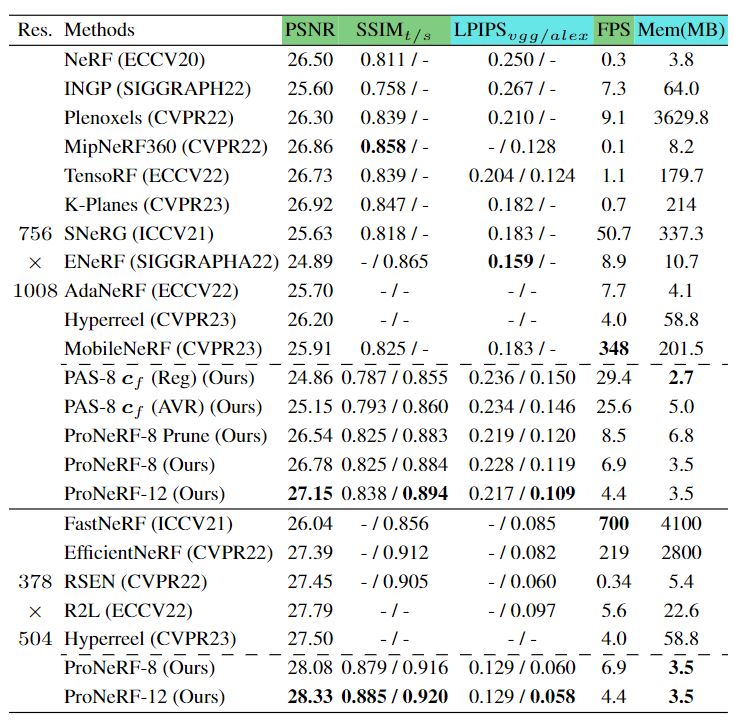 Res. Methods PSNR SSIM_{t/s} LPIPS_{vgg/alex} FPS Mem(MB)
NeRF (ECCV20) 26.50 0.811 / - 0.250 / - 0.3 3.8
INGP (SIGGRAPH22) 25.60 0.758 / - 0.267 / - 7.3 64.0
Plenoxels (CVPR22) 26.30 0.839 / - 0.210 / - 9.1 3629.8
MipNeRF360 (CVPR22) 26.86 0.858 / - - / 0.128 0.1 8.2
TensoRF (ECCV22) 26.73 0.839 / - 0.204 / 0.124 1.1 179.7
K-Planes (CVPR23) 26.92 0.847 / - 0.182 / - 0.7 214
756 SNeRG (ICCV21) 25.63 0.818 / - 0.183 / - 50.7 337.3
× ENeRF (SIGGRAPHA22) 24.89 - / 0.865 0.159 / - 8.9 10.7
1008 AdaNeRF (ECCV22) 25.70 - / - - / - 7.7 4.1
Hyperreel (CVPR23) 26.20 - / - - / - 4.0 58.8
MobileNeRF (CVPR23) 25.91 0.825 / - 0.183 / - 348 201.5
PAS-8 c_f (Reg) (Ours) 24.86 0.787 / 0.855 0.236 / 0.150 29.4 2.7
PAS-8 c_f (AVR) (Ours) 25.15 0.793 / 0.860 0.234 / 0.146 25.6 5.0
ProNeRF-8 Prune (Ours) 26.54 0.825 / 0.883 0.219 / 0.120 8.5 6.8
ProNeRF-8 (Ours) 26.78 0.825 / 0.884 0.228 / 0.119 6.9 3.5
ProNeRF-12 (Ours) 27.15 0.838 / 0.894 0.217 / 0.109 4.4 3.5
FastNeRF (ICCV21) 26.04 - / 0.856 - / 0.085 700 4100
EfficientNeRF (CVPR22) 27.39 - / 0.912 - / 0.082 219 2800
378 RSEN (CVPR22) 27.45 - / 0.905 - / 0.060 0.34 5.4
× R2L (ECCV22) 27.79 - / - - / 0.097 5.6 22.6
504 Hyperreel (CVPR23) 27.50 - / - - / - 4.0 58.8
ProNeRF-8 (Ours) 28.08 0.879 / 0.916 0.129 / 0.060 6.9 3.5
ProNeRF-12 (Ours) 28.33 0.885 / 0.920 0.129 / 0.058 4.4 3.5